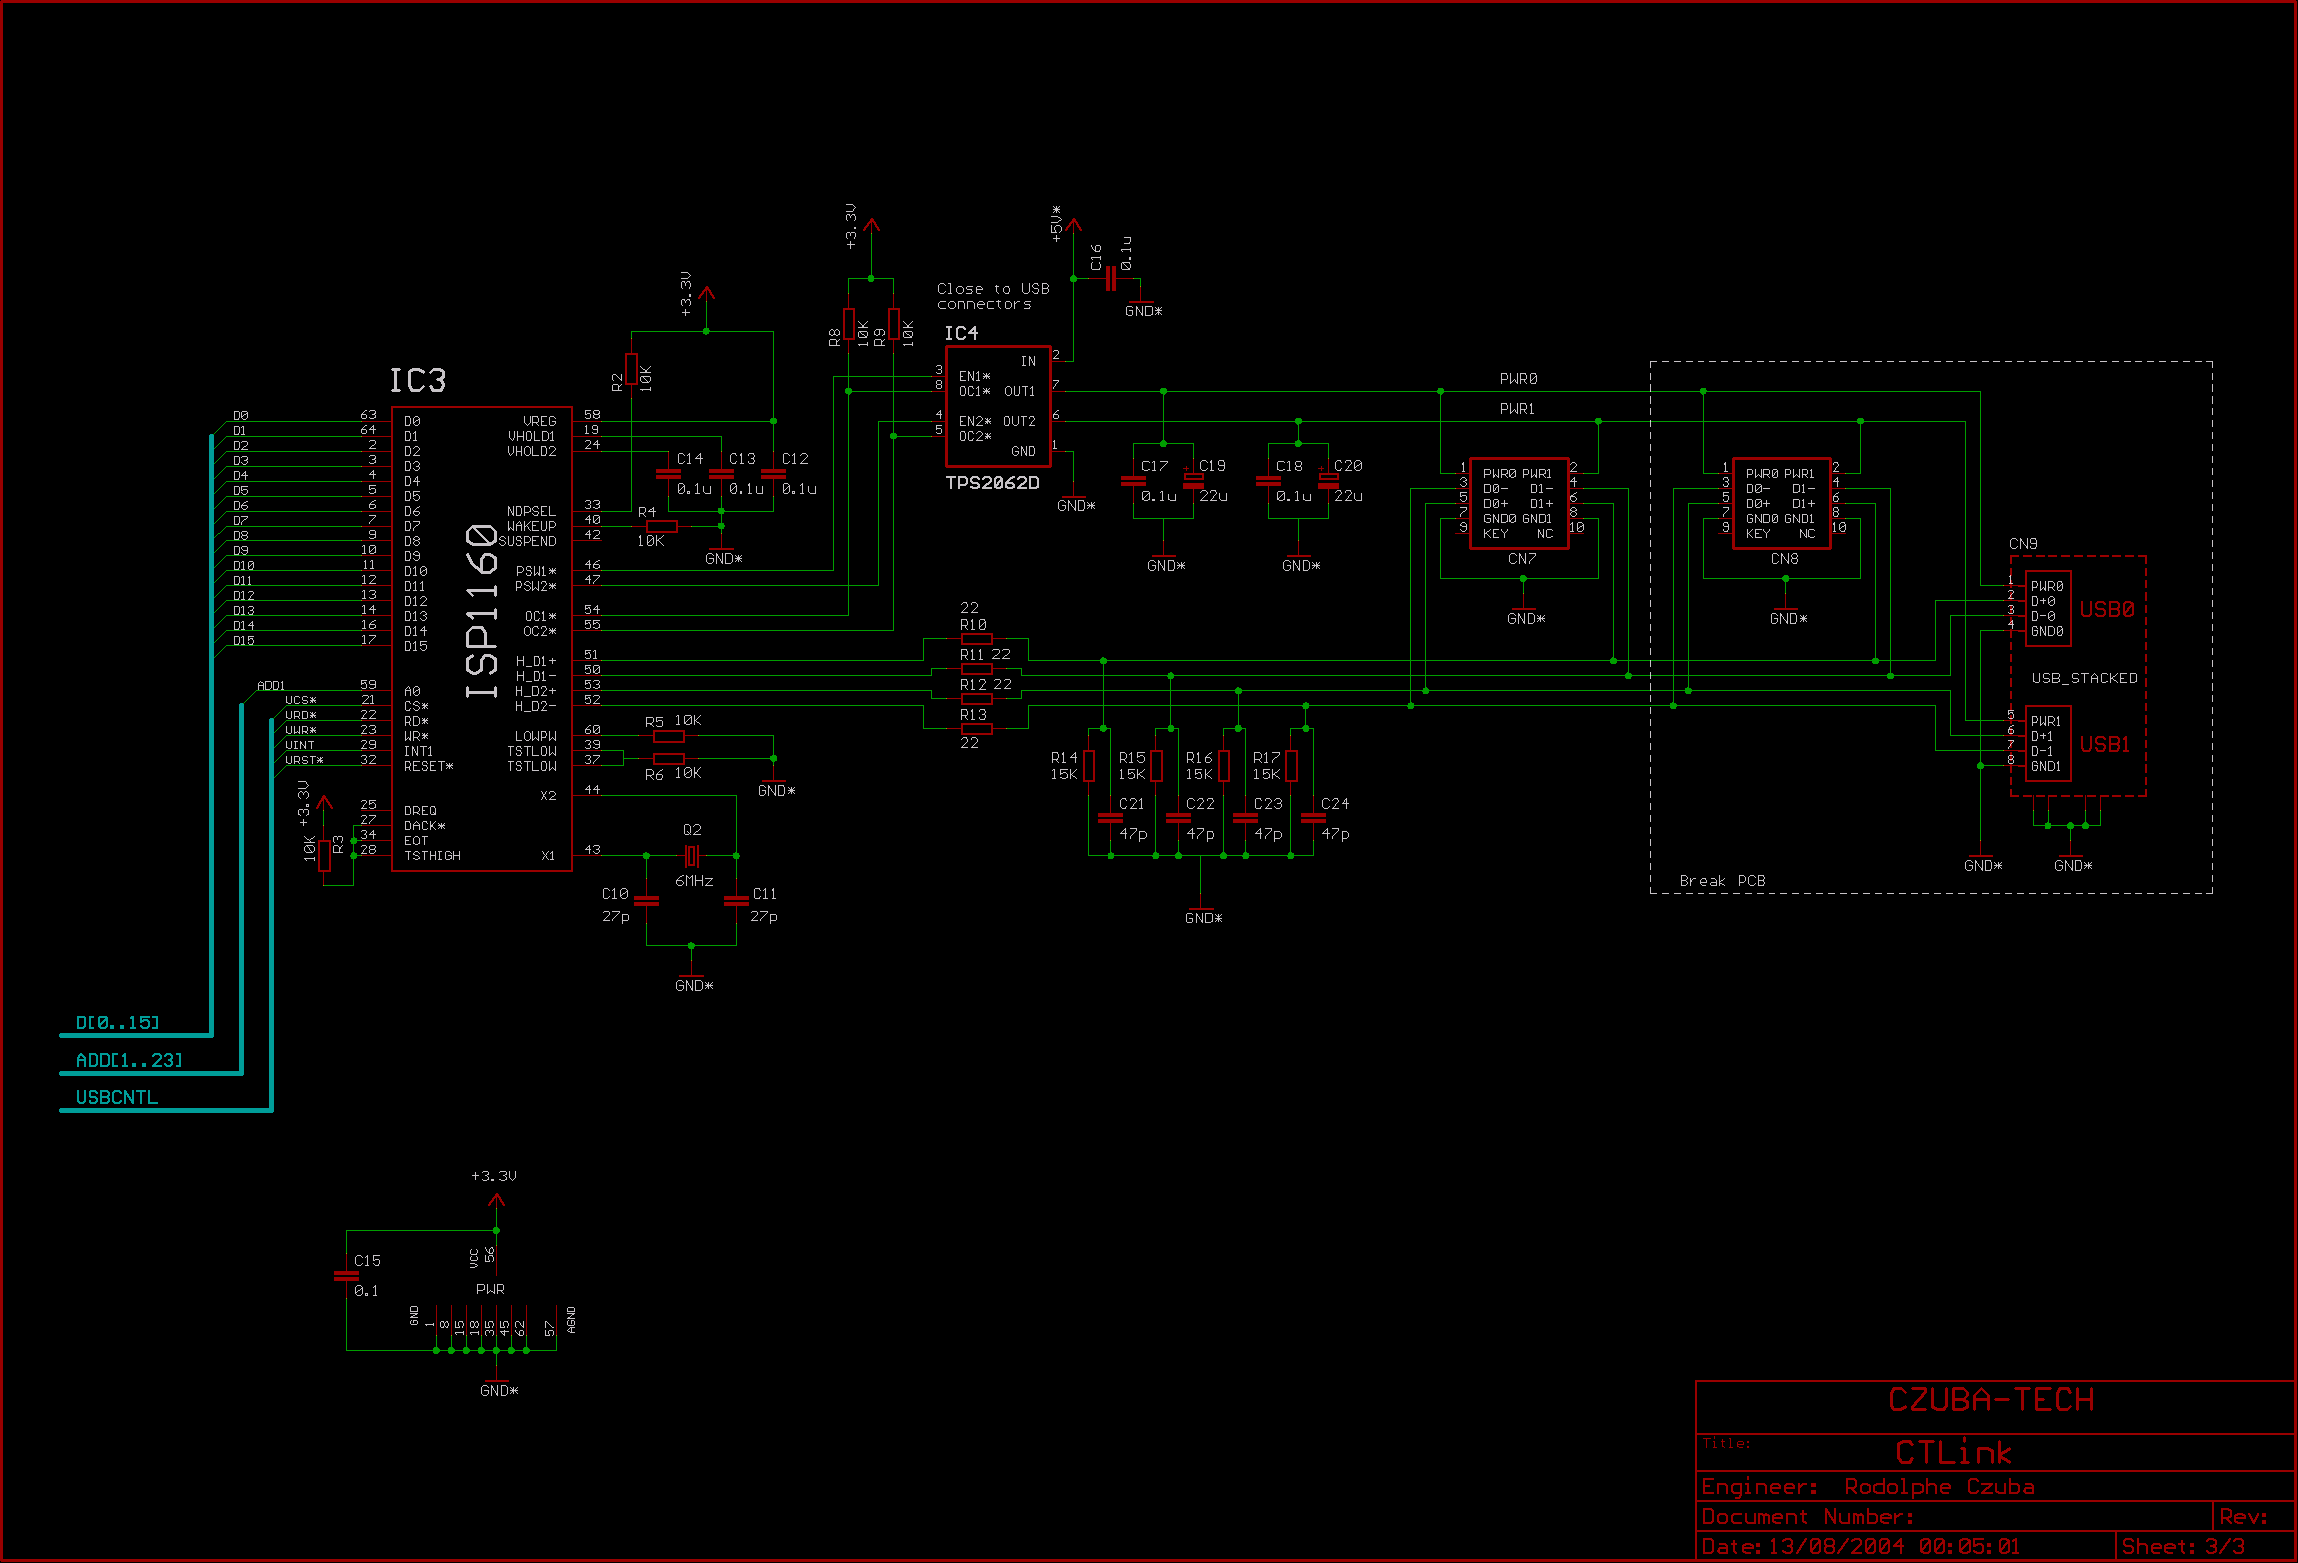 +3.3V
+5V*
C16
0.1u
GND*
+3.3V
Close to USB
connectors
R8
10K
R9
10K
IC4
IN
2
3
EN1*
8
OC1*
OUT1
7
4
EN2*
OUT2
6
5
OC2*
GND
1
TPS2062D
GND*
R2
10K
IC3
ISP1160
D0
63
D0
D1
64
D1
D2
2
D2
D3
3
D3
D4
4
D4
D5
5
D5
D6
6
D6
D7
7
D7
D8
9
D8
D9
10
D9
D10
11
D10
D11
12
D11
D12
13
D12
D13
14
D13
D14
16
D14
D15
17
D15
ADD1
59
A0
UCS*
21
CS*
URD*
22
RD*
UWR*
23
WR*
UINT
29
INT1
URST*
32
RESET*
25
DREQ
27
DACK*
34
EOT
28
TSTHIGH
+3.3V
10K
R3
VREG
58
VHOLD1
19
VHOLD2
24
NDPSEL
33
WAKEUP
40
SUSPEND
42
PSW1*
46
PSW2*
47
OC1*
54
OC2*
55
H_D1+
51
H_D1-
50
H_D2+
53
H_D2-
52
LOWPW
60
TSTLOW
39
TSTLOW
37
X2
44
X1
43
C14
0.1u
C13
0.1u
C12
0.1u
R4
10K
GND*
R5 10K
R6 10K
GND*
Q2
6MHz
C10
27p
C11
27p
GND*
22
R10
R11 22
R12 22
R13
22
C17
0.1u
C19
22u
GND*
C18
0.1u
C20
22u
GND*
R14
15K
R15
15K
R16
15K
R17
15K
C21
47p
C22
47p
C23
47p
C24
47p
GND*
PWR0
PWR1
1 PWR0 PWR1 2
3 D0- D1- 4
5 D0+ D1+ 6
7 GND0 GND1 8
9 KEY NC 10
CN7
GND*
1 PWR0 PWR1 2
3 D0- D1- 4
5 D0+ D1+ 6
7 GND0 GND1 8
9 KEY NC 10
CN8
GND*
CN9
1 PWR0
2 D+0
3 D-0
4 GND0
USB0
USB_STACKED
5 PWR1
6 D+1
7 D-1
8 GND1
USB1
GND*
GND*
Break PCB
D[0..15]
ADD[1..23]
USBCNTL
+3.3V
C15
0.1
VCC
56
PWR
GND
1
8
15
18
35
45
62
57
AGND
GND*
CZUBA-TECH
Title:
CTLink
Engineer: Rodolphe Czuba
Document Number:
Rev:
Date: 13/08/2004 00:05:01
Sheet: 3/3